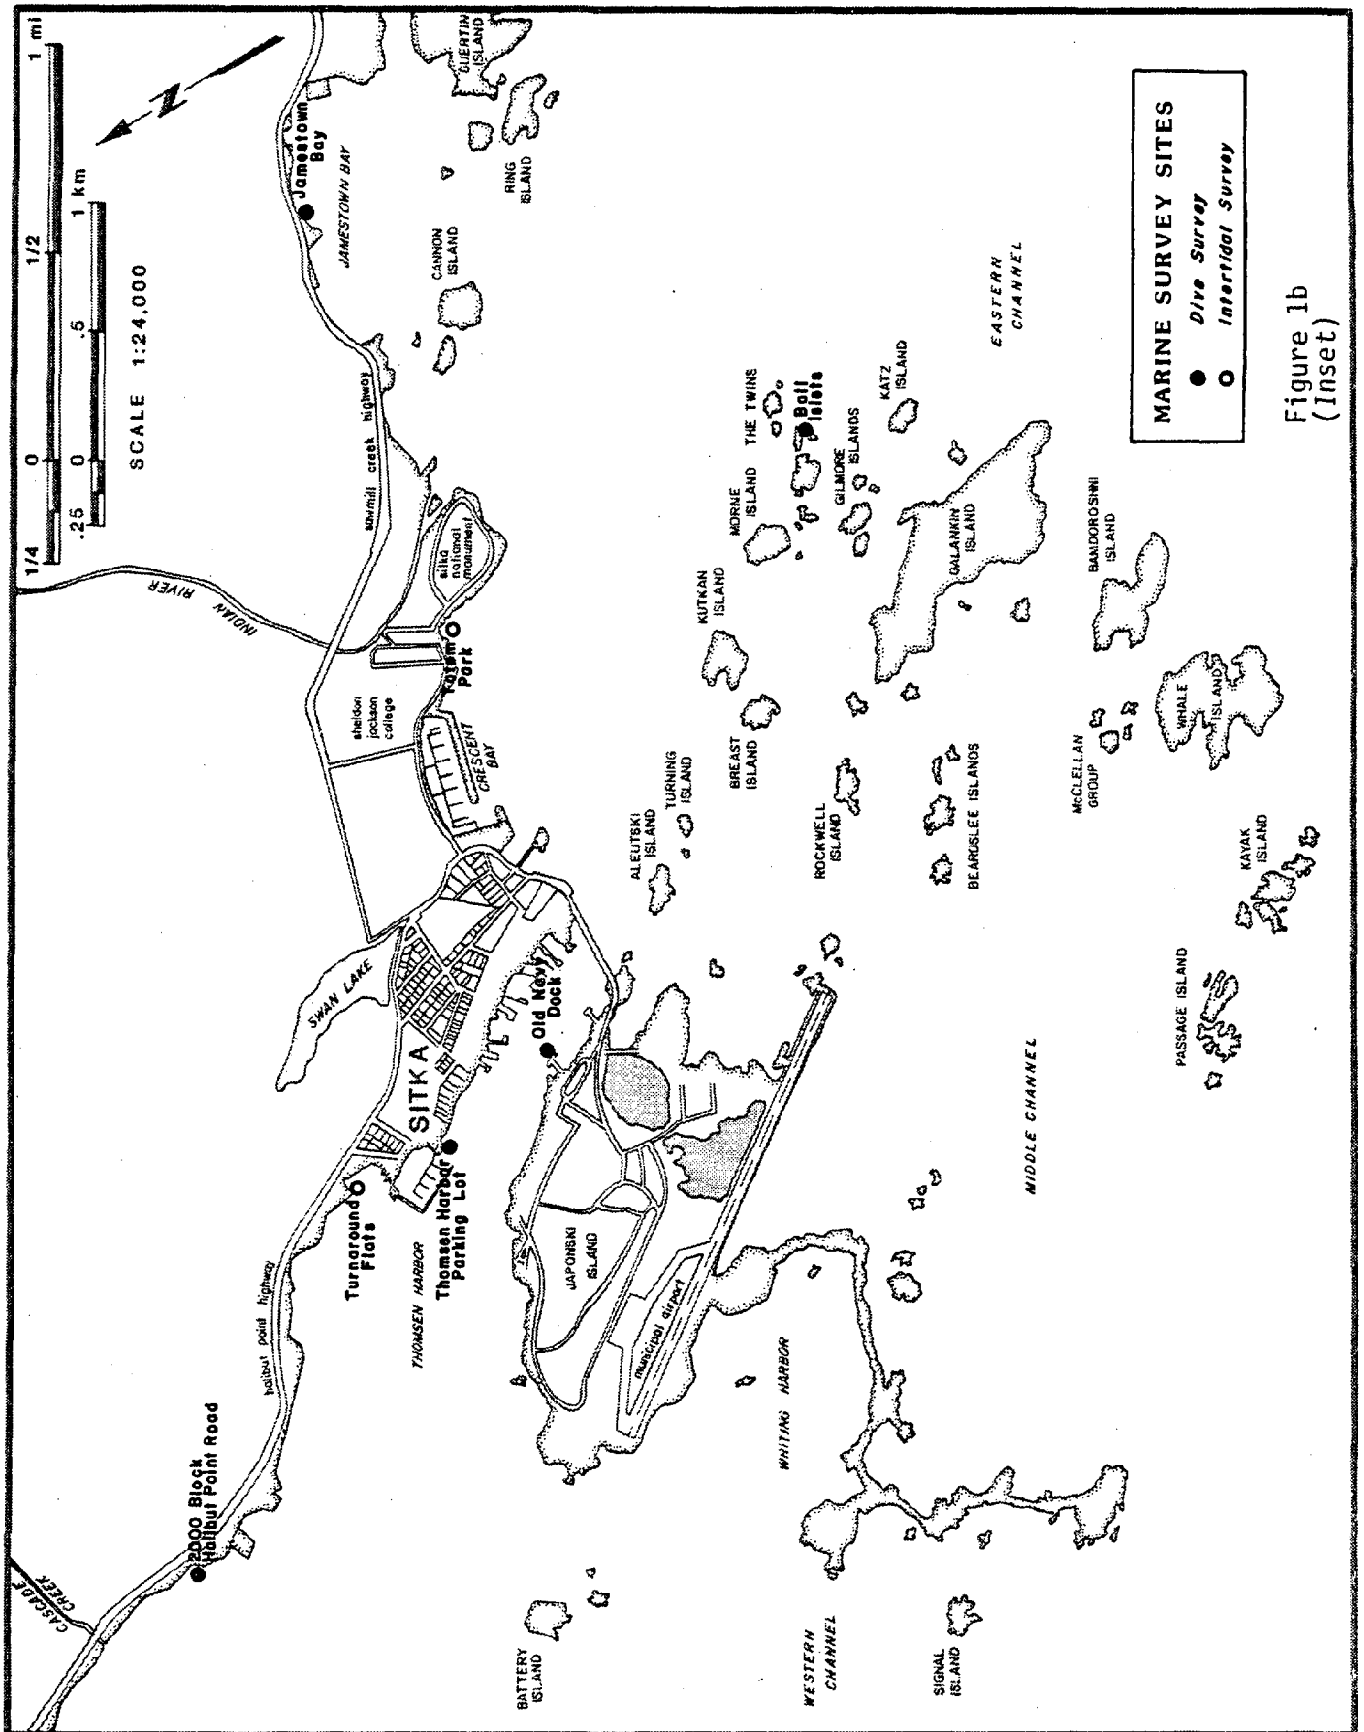 1/4
0
1/2
1 mi
.25
0
.5
1 km
SCALE 1:24,000
N
CASCADE
CREEK
2000 Block
Halibut Point Road
halibut point highway
Turnaround
Flats
THOMSEN HARBOR
Thomsen Harbor
Parking Lot
SITKA
SWAN LAKE
sheldon
jackson
college
INDIAN RIVER
sawmill creek highway
sitka
national
monument
Totem
Park
CRESCENT
BAY
Jamestown
Bay
JAMESTOWN BAY
CANNON
ISLAND
RING
ISLAND
GUERTIN
ISLAND
Old Navy
Dock
JAPONSKI
ISLAND
municipal airport
BATTERY
ISLAND
WESTERN
CHANNEL
SIGNAL
ISLAND
WHITING HARBOR
MIDDLE CHANNEL
ALEUTSKI
ISLAND
TURNING
ISLAND
BREAST
ISLAND
KUTKAN
ISLAND
MORNE
ISLAND
THE TWINS
Ball
Islets
GILMORE
ISLANDS
KATZ
ISLAND
EASTERN
CHANNEL
ROCKWELL
ISLAND
BEARDSLEE ISLANDS
GALANKIN
ISLAND
BAMDOROSHNI
ISLAND
McCLELLAN
GROUP
WHALE
ISLAND
KAYAK
ISLAND
PASSAGE ISLAND
MARINE SURVEY SITES
Dive Survey
Intertidal Survey
Figure 1b
(Inset)